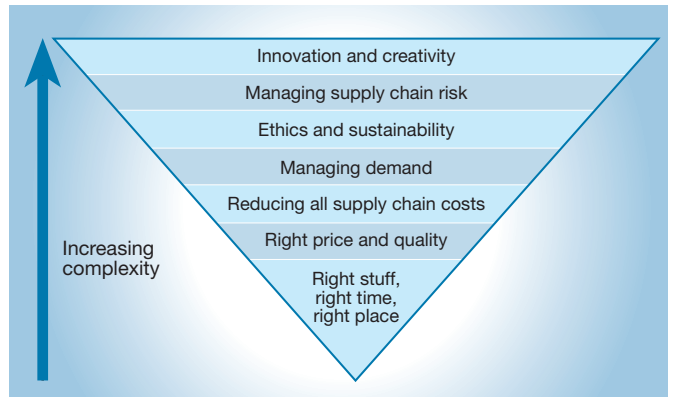 Innovation and creativity
Managing supply chain risk
Ethics and sustainability
Managing demand
Reducing all supply chain costs
Right price and quality
Right stuff,
right time,
right place
Increasing
complexity